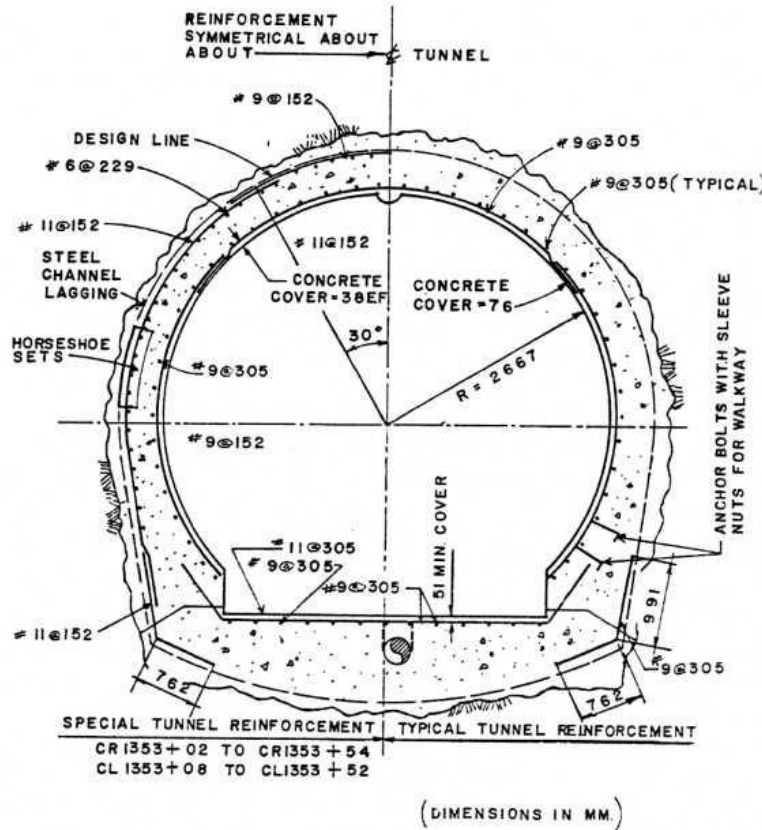 REINFORCEMENT
SYMMETRICAL ABOUT
ABOUT
℄ TUNNEL
# 9 @ 152
DESIGN LINE
# 9 @ 305
# 6 @ 229
# 9 @ 305 (TYPICAL)
# 11 @ 152
# 11 @ 152
STEEL
CHANNEL
LAGGING
CONCRETE
COVER = 38EF
CONCRETE
COVER = 76
HORSESHOE
SETS
30°
# 9 @ 305
R = 2667
# 9 @ 152
ANCHOR BOLTS WITH SLEEVE
NUTS FOR WALKWAY
51 MIN. COVER
# 11 @ 305
# 9 @ 305
# 9 @ 305
991
# 11 @ 152
# 9 @ 305
762
762
SPECIAL TUNNEL REINFORCEMENT
TYPICAL TUNNEL REINFORCEMENT
CR 1353 + 02 TO CR 1353 + 54
CL 1353 + 08 TO CL 1353 + 52
(DIMENSIONS IN MM.)